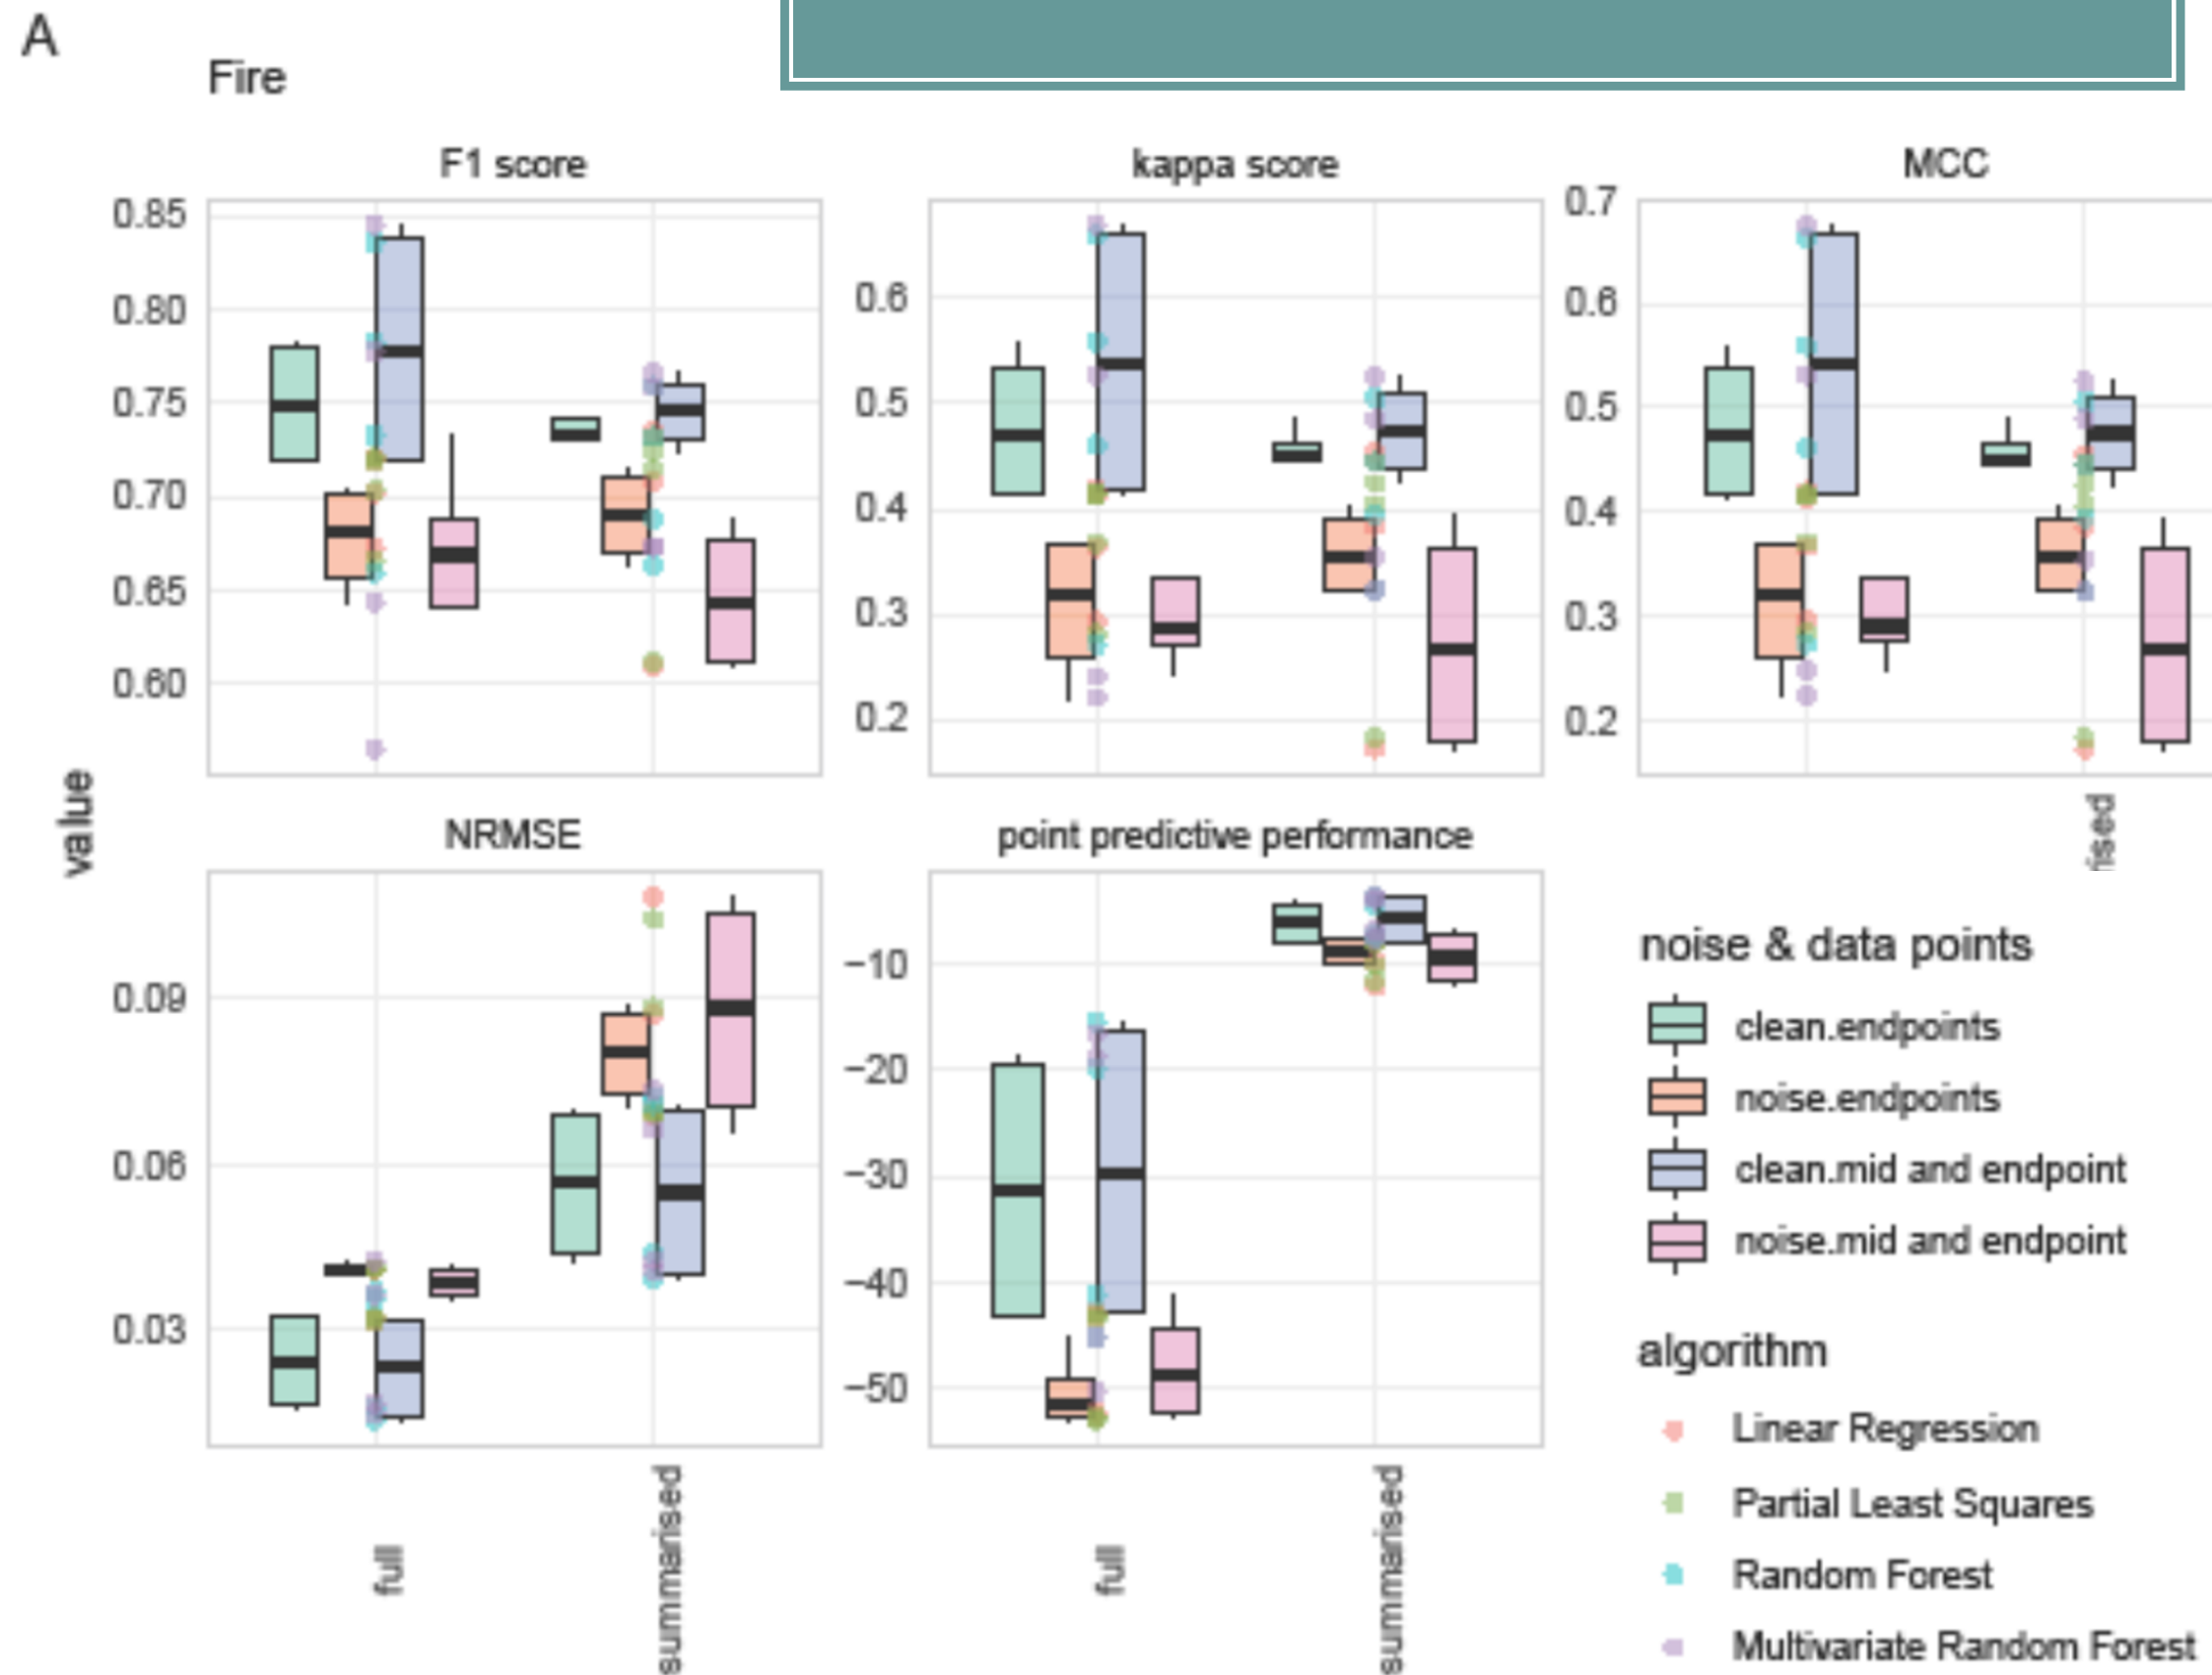 A
Fire
F1 score
kappa score
MCC
0.85
0.80
0.75
0.70
0.65
0.60
0.6
0.5
0.4
0.3
0.2
0.7
0.6
0.5
0.4
0.3
0.2
value
rised
NRMSE
point predictive performance
0.09
0.06
0.03
−10
−20
−30
−40
−50
full
summarised
full
summarised
noise & data points
clean.endpoints
noise.endpoints
clean.mid and endpoint
noise.mid and endpoint
algorithm
Linear Regression
Partial Least Squares
Random Forest
Multivariate Random Forest